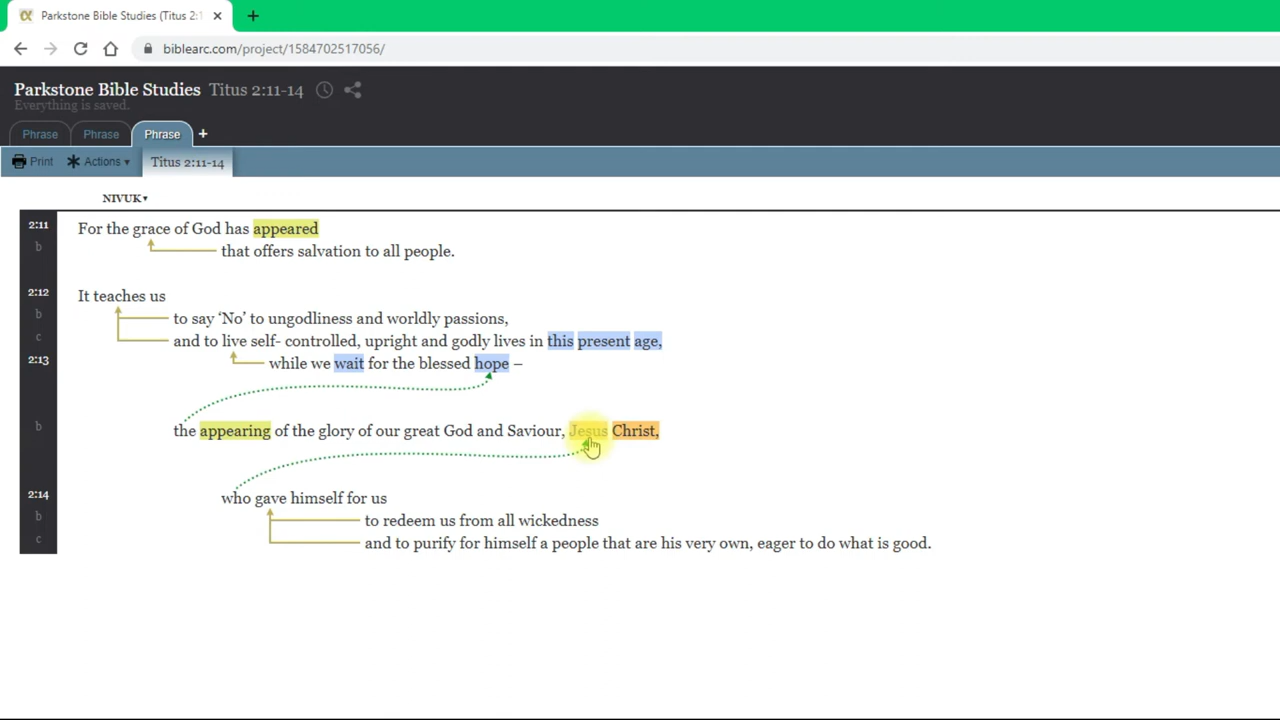 Parkstone Bible Studies (Titus 2:1
biblearc.com/project/1584702517056/
Parkstone Bible Studies Titus 2:11-14
Everything is saved.
Phrase Phrase Phrase +
Print Actions ▾ Titus 2:11-14
NIVUK▾
2:11 For the grace of God has appeared
b that offers salvation to all people.
2:12 It teaches us
b to say ‘No’ to ungodliness and worldly passions,
c and to live self- controlled, upright and godly lives in this present age,
2:13 while we wait for the blessed hope –
b the appearing of the glory of our great God and Saviour, Jesus Christ,
2:14 who gave himself for us
b to redeem us from all wickedness
c and to purify for himself a people that are his very own, eager to do what is good.